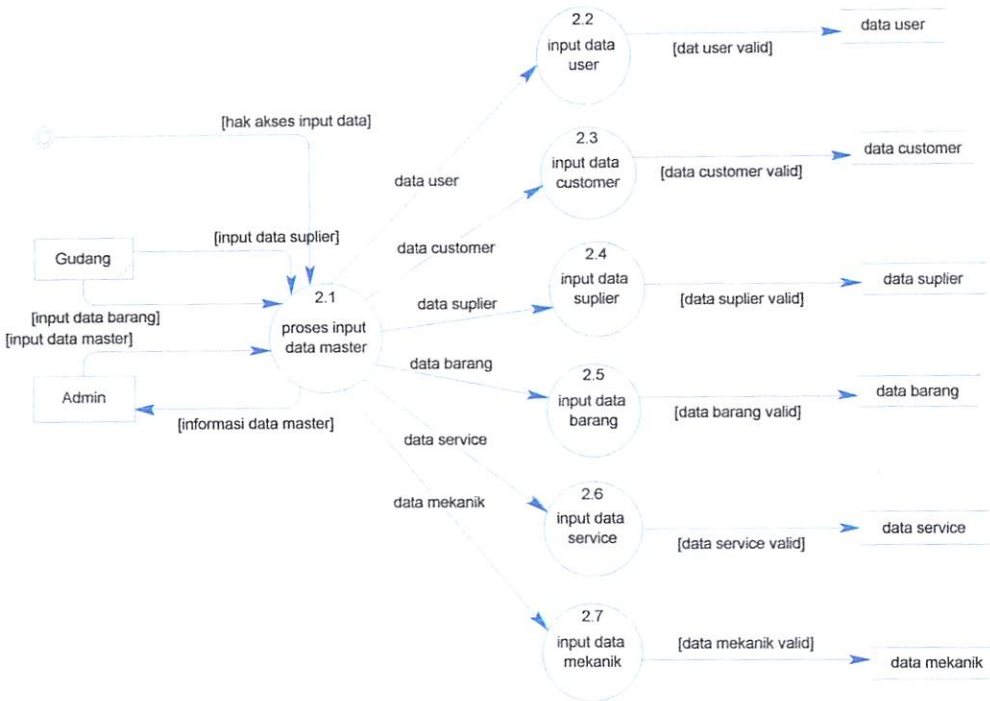 2.2
input data
user
[dat user valid]
data user
[hak akses input data]
2.3
input data
customer
[data customer valid]
data customer
data user
[input data suplier]
Gudang
data customer
2.4
input data
suplier
[data suplier valid]
data suplier
2.1
proses input
data master
data suplier
[input data barang]
[input data master]
Admin
[informasi data master]
data barang
2.5
input data
barang
[data barang valid]
data barang
data service
2.6
input data
service
[data service valid]
data service
data mekanik
2.7
input data
mekanik
[data mekanik valid]
data mekanik